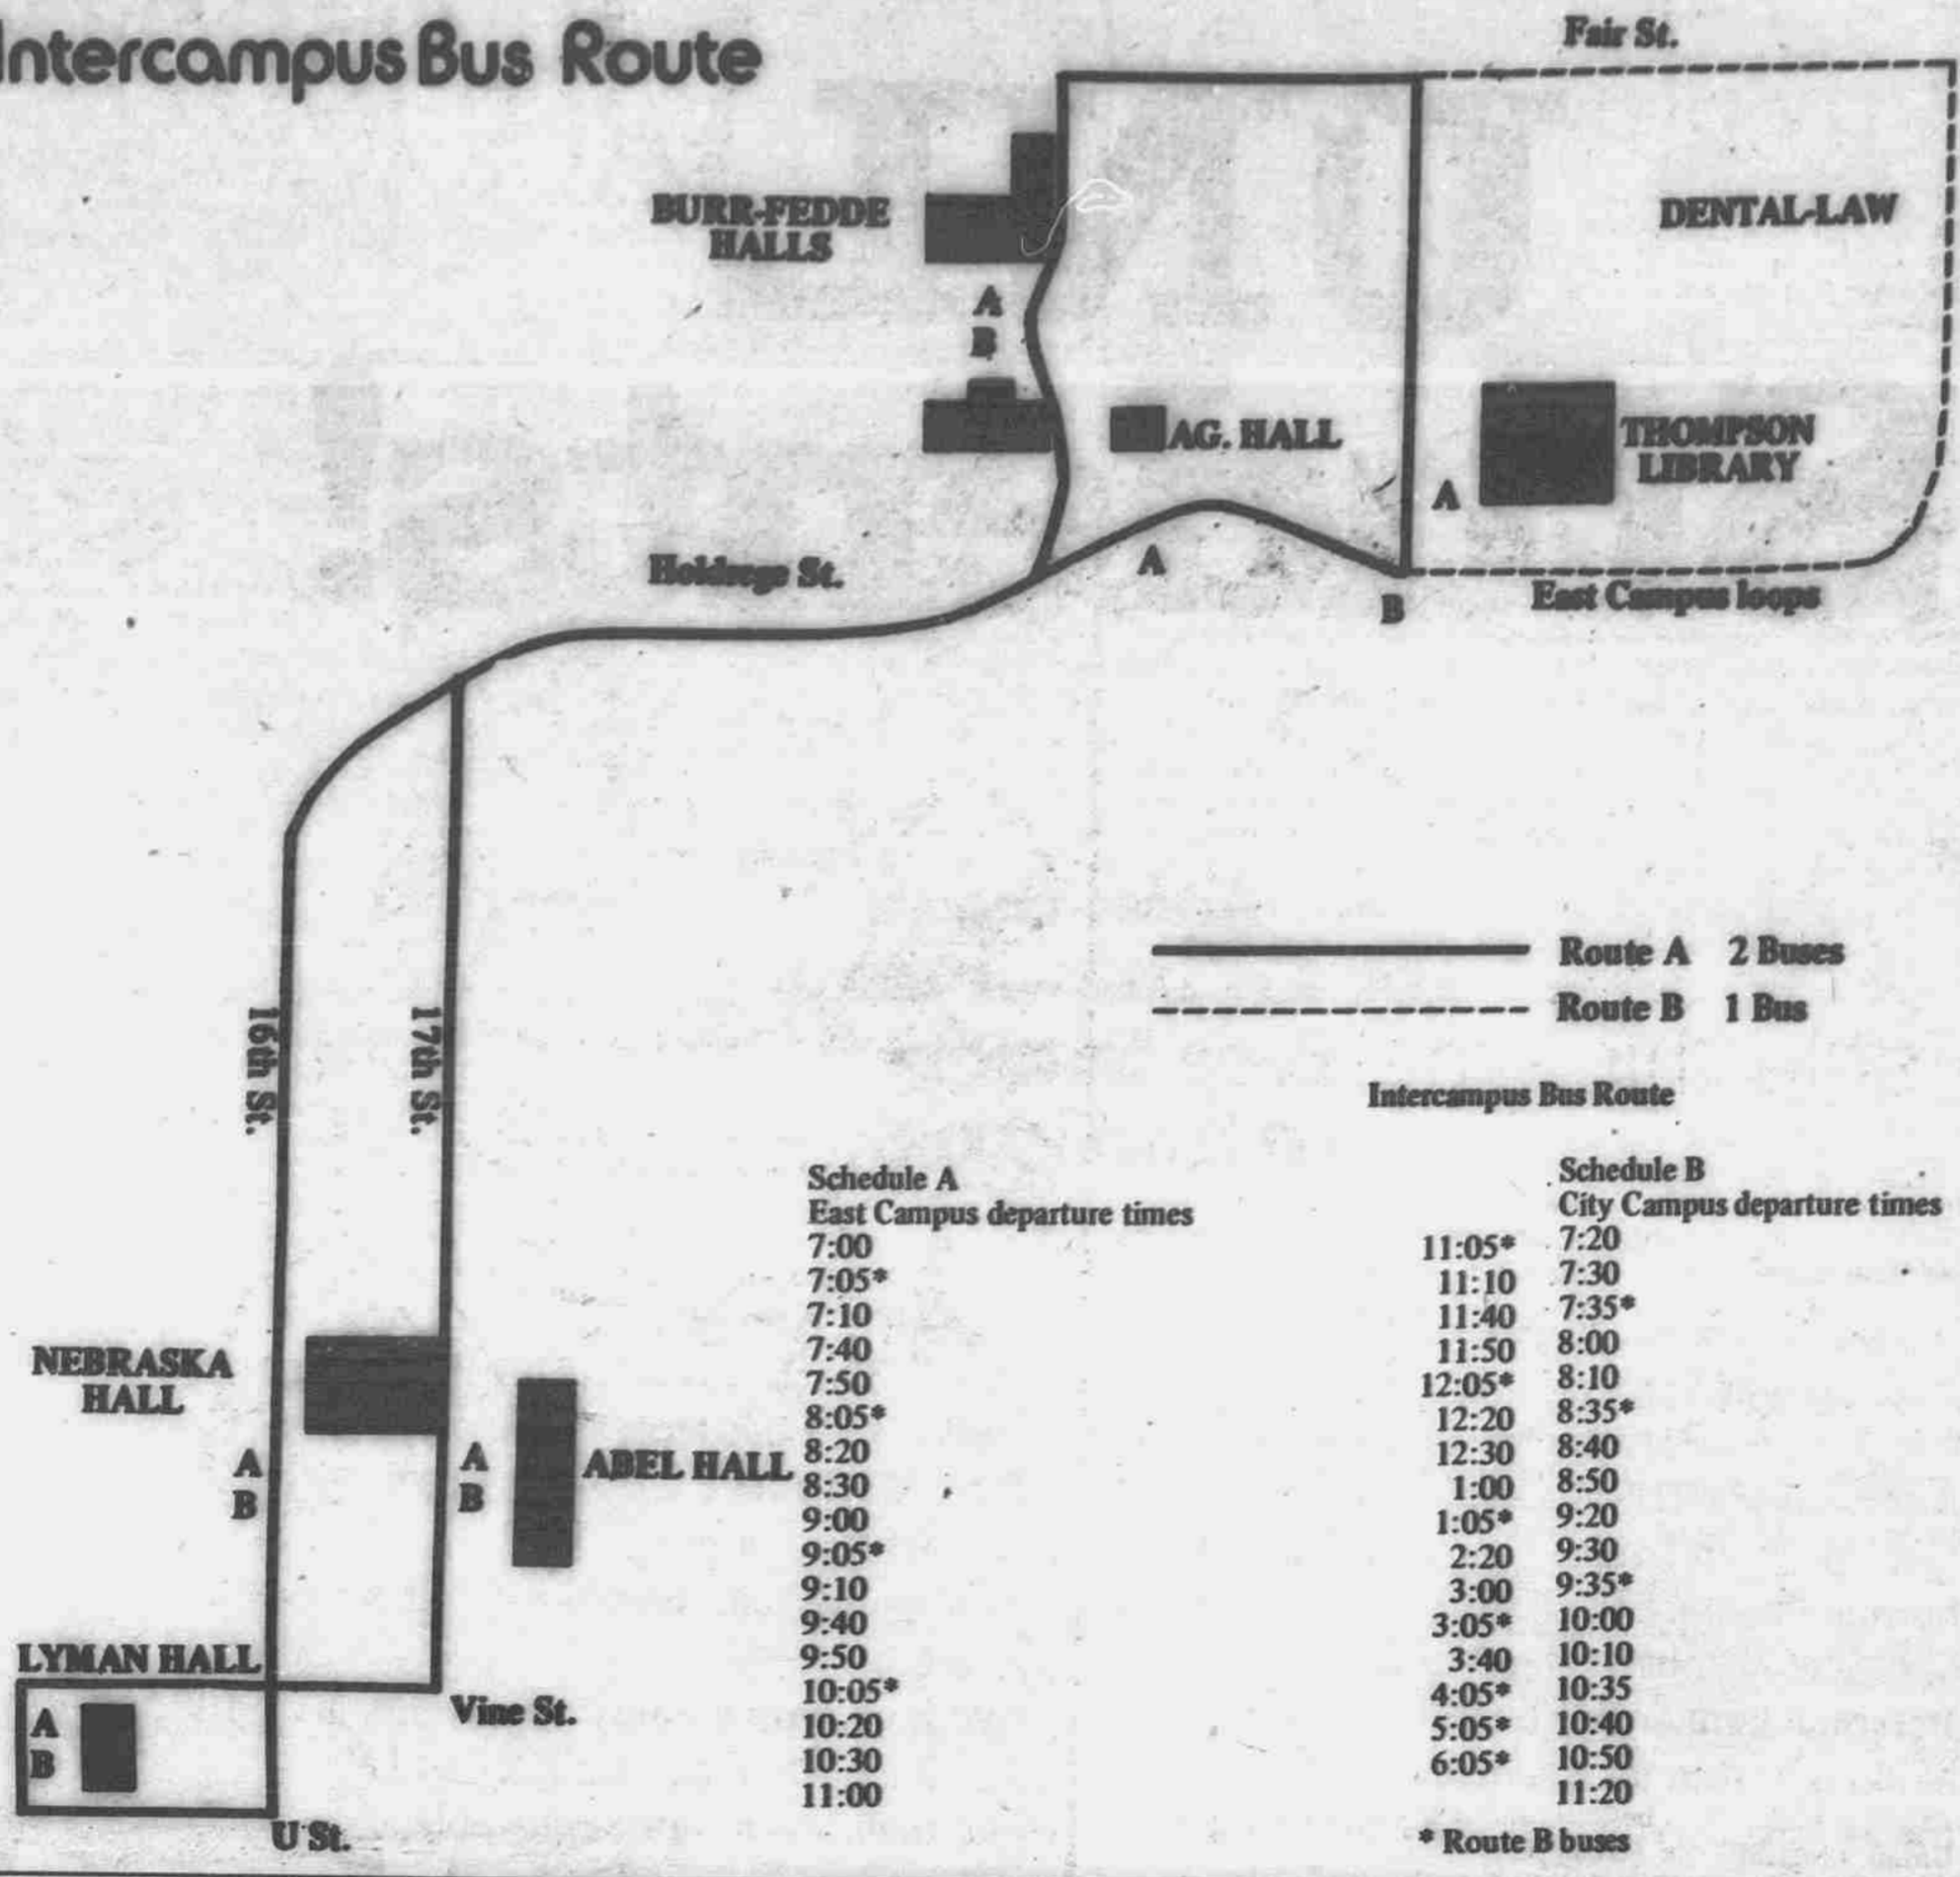 Intercampus Bus Route
Fair St.
BURR-FEDDE
HALLS
DENTAL-LAW
A
B
AG. HALL
THOMPSON
LIBRARY
A
Holdrege St.
A
B
East Campus loops
Route A 2 Buses
Route B 1 Bus
16th St.
17th St.
NEBRASKA
HALL
A
B
A
B
ABEL HALL
LYMAN HALL
A
B
Vine St.
U St.
Intercampus Bus Route
Schedule A
East Campus departure times
7:00
7:05*
7:10
7:40
7:50
8:05*
8:20
8:30
9:00
9:05*
9:10
9:40
9:50
10:05*
10:20
10:30
11:00
11:05*
11:10
11:40
11:50
12:05*
12:20
12:30
1:00
1:05*
2:20
3:00
3:05*
3:40
4:05*
5:05*
6:05*
Schedule B
City Campus departure times
7:20
7:30
7:35*
8:00
8:10
8:35*
8:40
8:50
9:20
9:30
9:35*
10:00
10:10
10:35
10:40
10:50
11:20
* Route B buses